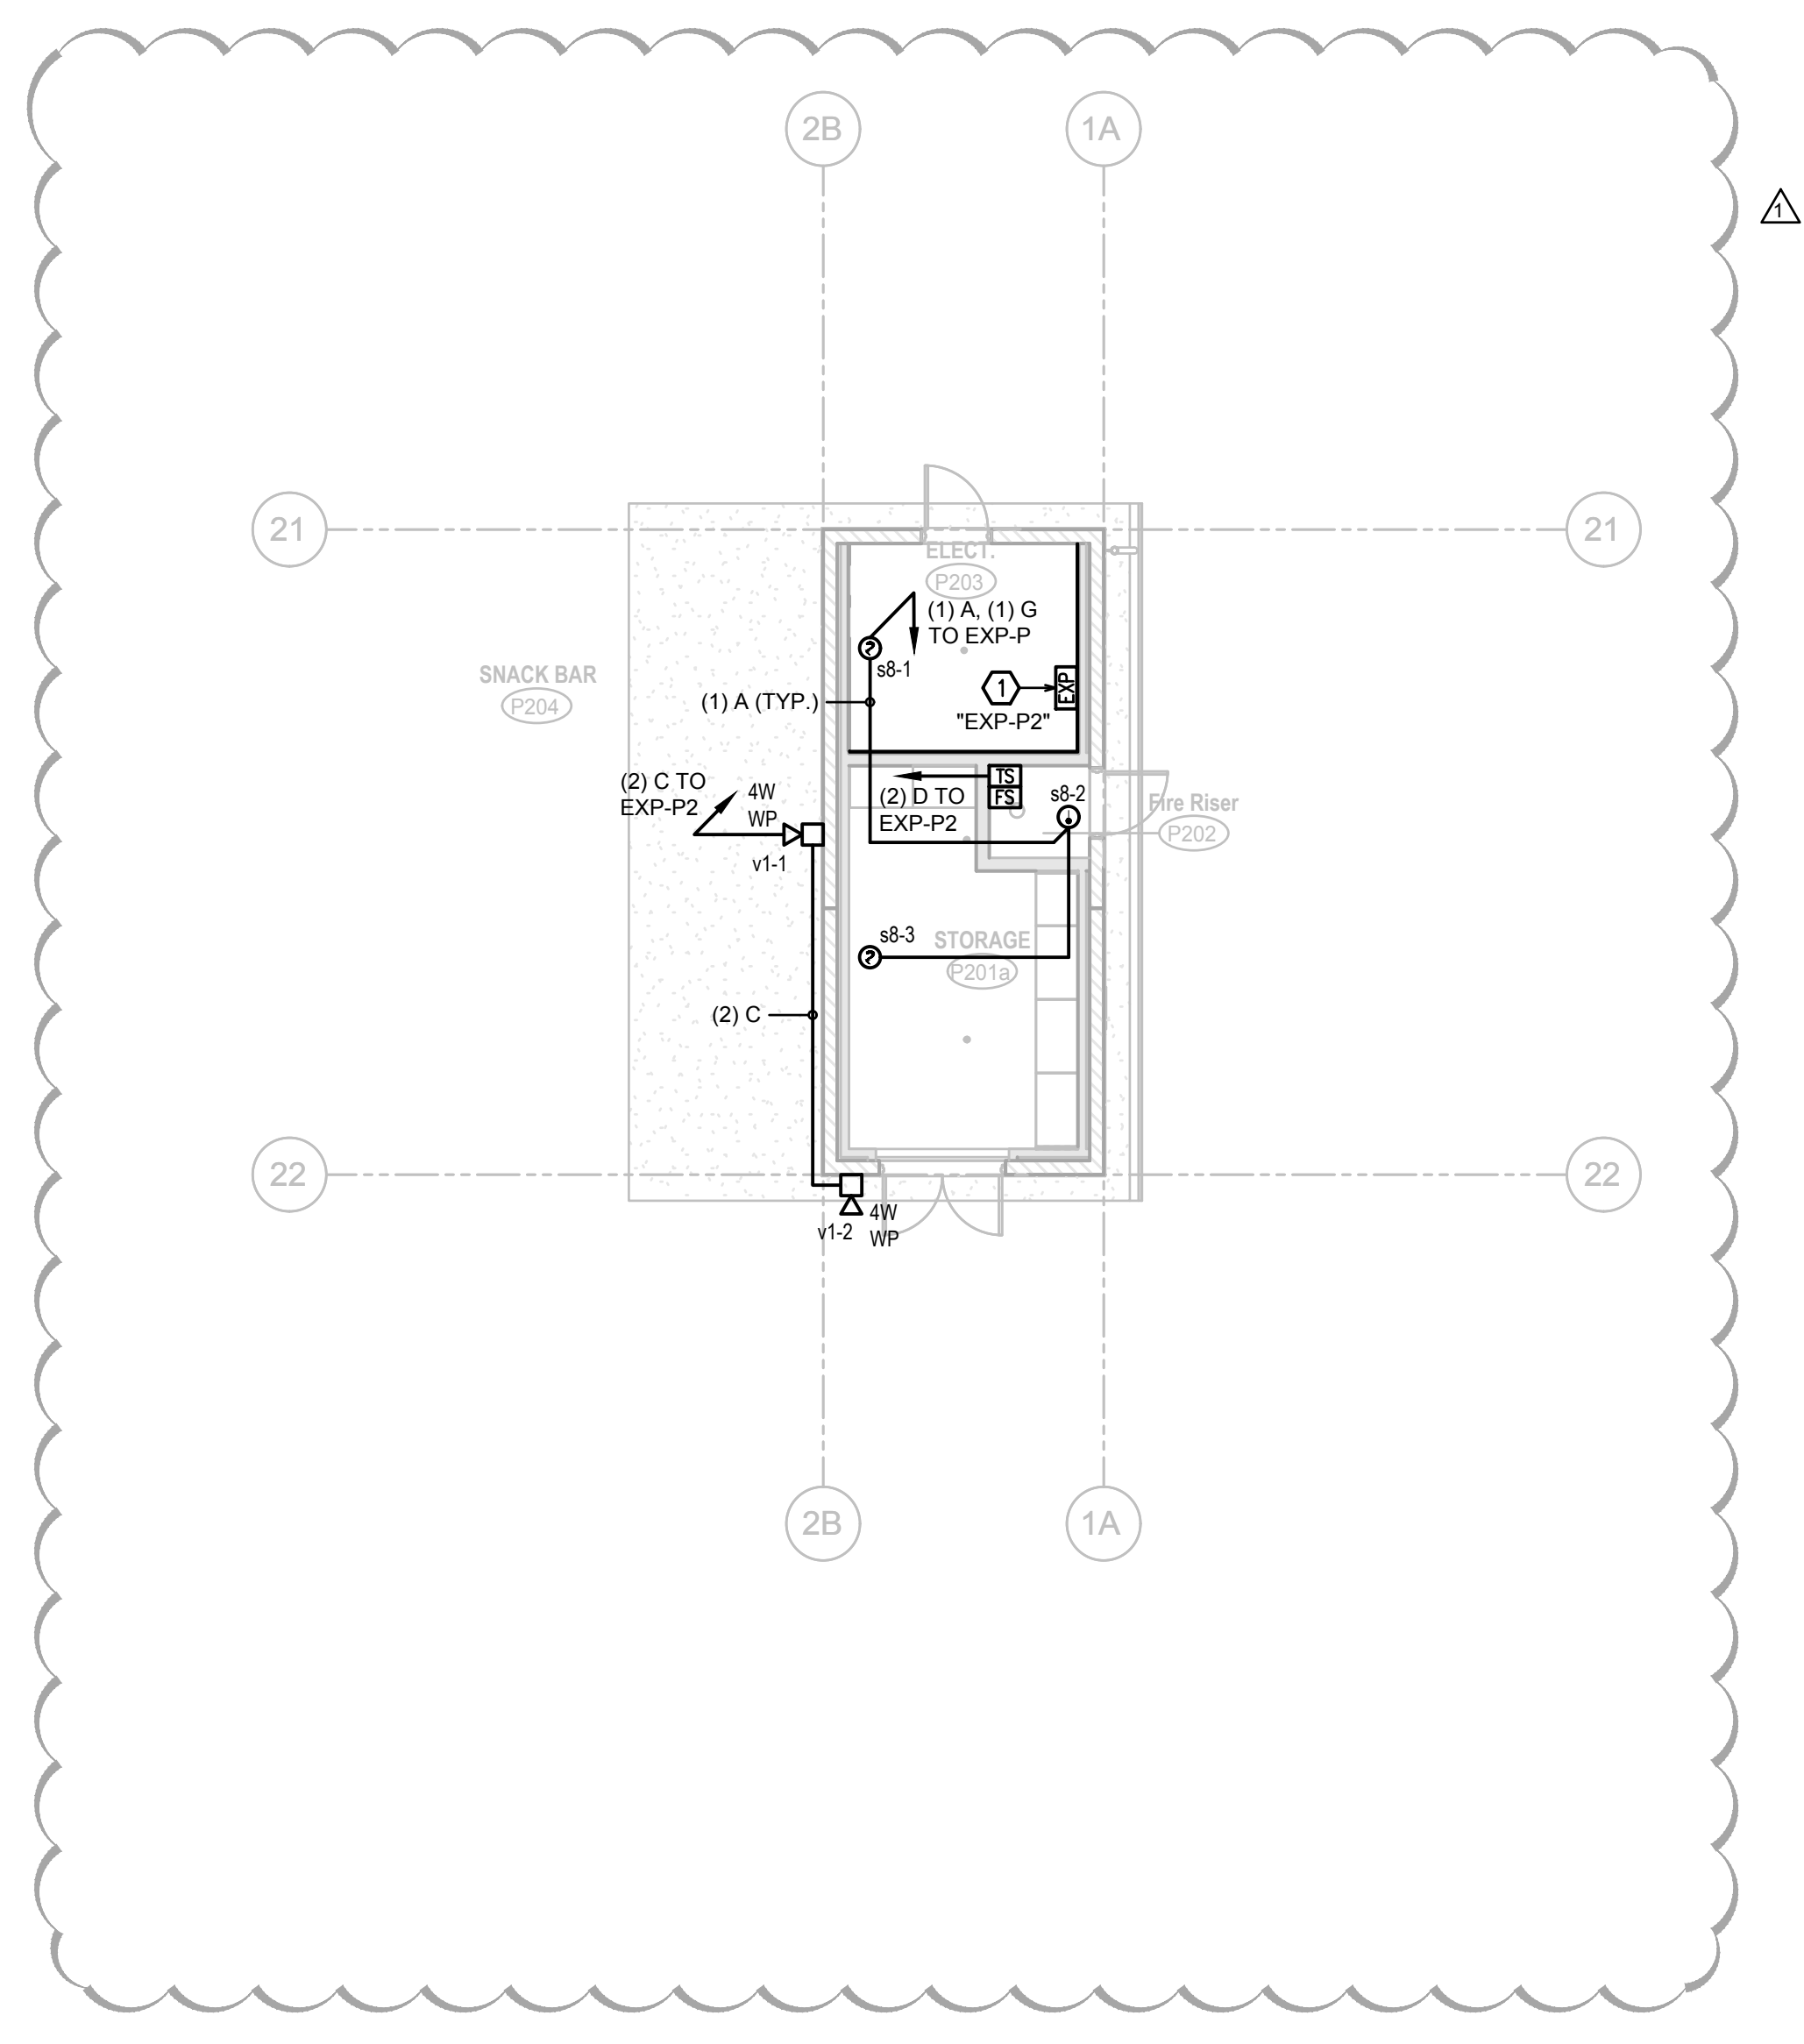 2B
1A
1
21
21
ELECT.
P203
(1) A, (1) G
TO EXP-P
s8-1
SNACK BAR
P204
(1) A (TYP.)
1
EXP
"EXP-P2"
(2) C TO
EXP-P2
4W
WP
TS
FS
(2) D TO
EXP-P2
s8-2
Fire Riser
P202
v1-1
s8-3
STORAGE
P201a
(2) C
22
22
v1-2
4W
WP
2B
1A